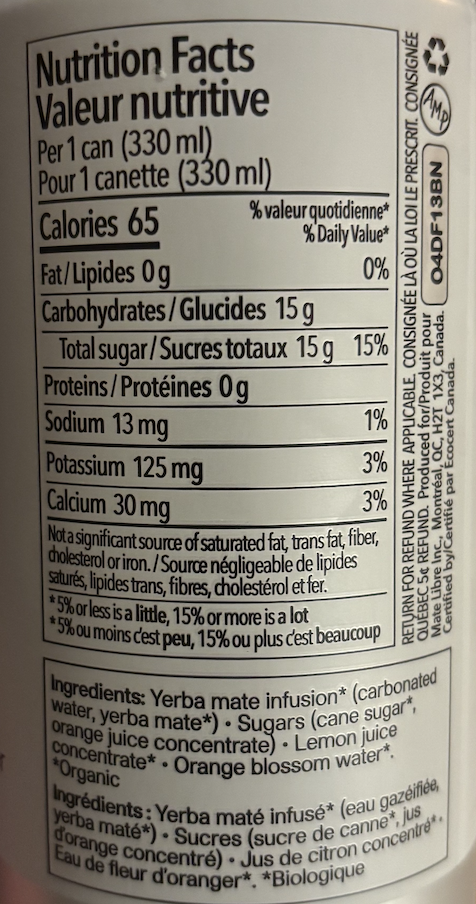 Nutrition Facts
Valeur nutritive
Per 1 can (330 ml)
Pour 1 canette (330 ml)
Calories 65
% valeur quotidienne*
% Daily Value*
Fat / Lipides 0 g 0%
Carbohydrates / Glucides 15 g
Total sugar / Sucres totaux 15 g 15%
Proteins / Protéines 0 g
Sodium 13 mg 1%
Potassium 125 mg 3%
Calcium 30 mg 3%
Not a significant source of saturated fat, trans fat, fiber,
cholesterol or iron. / Source négligeable de lipides
saturés, lipides trans, fibres, cholestérol et fer.
*5% or less is a little, 15% or more is a lot
*5% ou moins c'est peu, 15% ou plus c'est beaucoup
Ingredients: Yerba mate infusion* (carbonated
water, yerba mate*) • Sugars (cane sugar*,
orange juice concentrate) • Lemon juice
concentrate* • Orange blossom water*.
*Organic
Ingrédients : Yerba maté infusé* (eau gazéifiée,
yerba maté*) • Sucres (sucre de canne*, jus
d'orange concentré) • Jus de citron concentré* •
Eau de fleur d'oranger*. *Biologique
RETURN FOR REFUND WHERE APPLICABLE. CONSIGNÉE LÀ OÙ LA LOI LE PRESCRIT. CONSIGNÉE
QUÉBEC 5¢ REFUND. Produced for/Produit pour
Mate Libre Inc., Montréal, QC, H2T 1X3, Canada.
Certified by/Certifié par Ecocert Canada.
04DF13BN
AMP